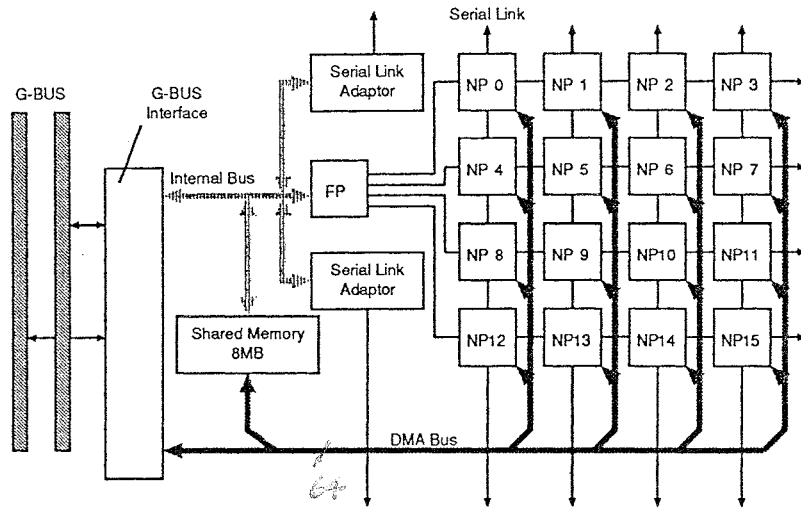 Serial Link
G-BUS
G-BUS
Interface
Serial Link
Adaptor
NP 0
NP 1
NP 2
NP 3
Internal Bus
FP
NP 4
NP 5
NP 6
NP 7
NP 8
NP 9
NP10
NP11
Serial Link
Adaptor
Shared Memory
8MB
NP12
NP13
NP14
NP15
DMA Bus
64